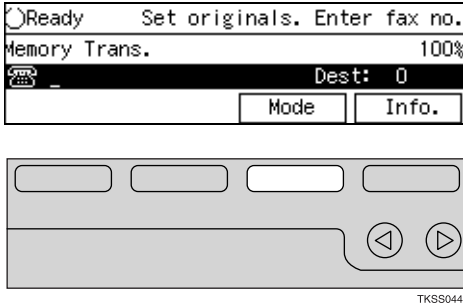 Ready Set originals. Enter fax no.
Memory Trans. 100%
_ Dest: 0
Mode Info.
TKSS044